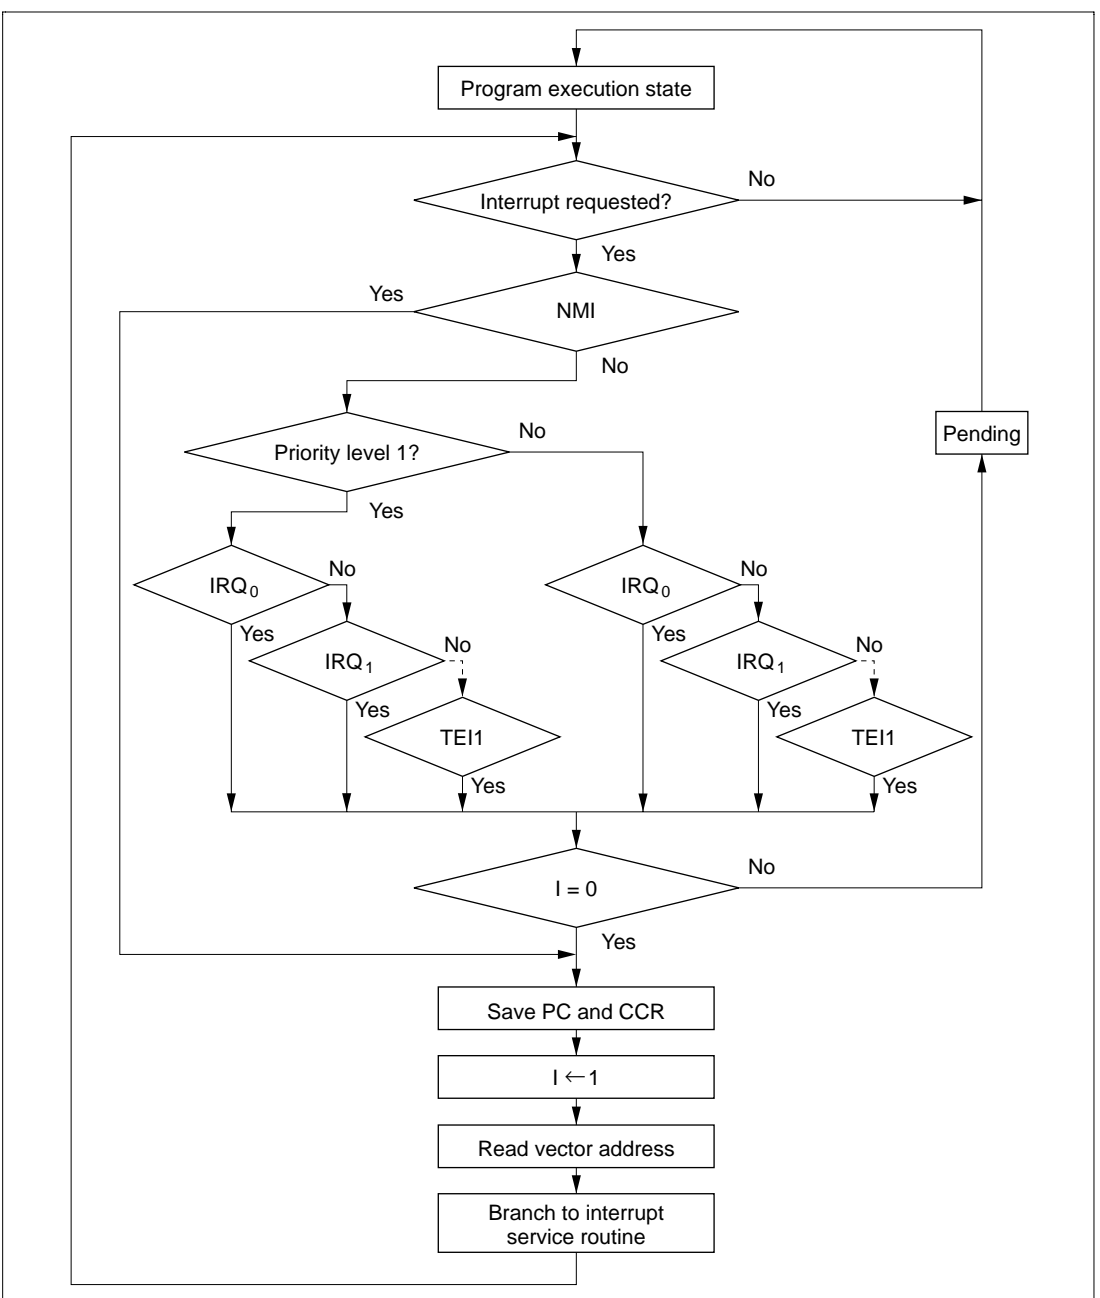 Program execution state
Interrupt requested?
No
Yes
NMI
Yes
No
Pending
Priority level 1?
No
Yes
IRQ0
No
Yes
IRQ1
No
Yes
TEI1
Yes
IRQ0
No
Yes
IRQ1
No
Yes
TEI1
Yes
I = 0
No
Yes
Save PC and CCR
I ← 1
Read vector address
Branch to interrupt
service routine